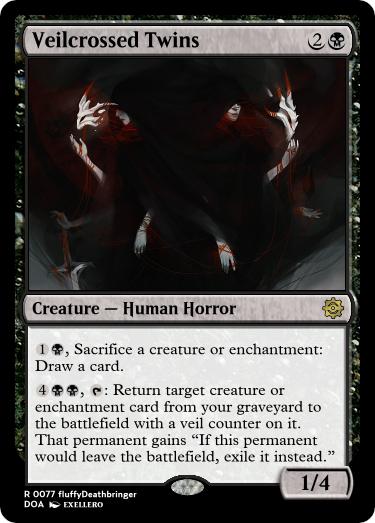 Veilcrossed Twins 2
Creature — Human Horror
1, Sacrifice a creature or enchantment:
Draw a card.
4, : Return target creature or
enchantment card from your graveyard to
the battlefield with a veil counter on it.
That permanent gains “If this permanent
would leave the battlefield, exile it instead.”
1/4
R 0077 fluffyDeathbringer
DOA EXELLERO